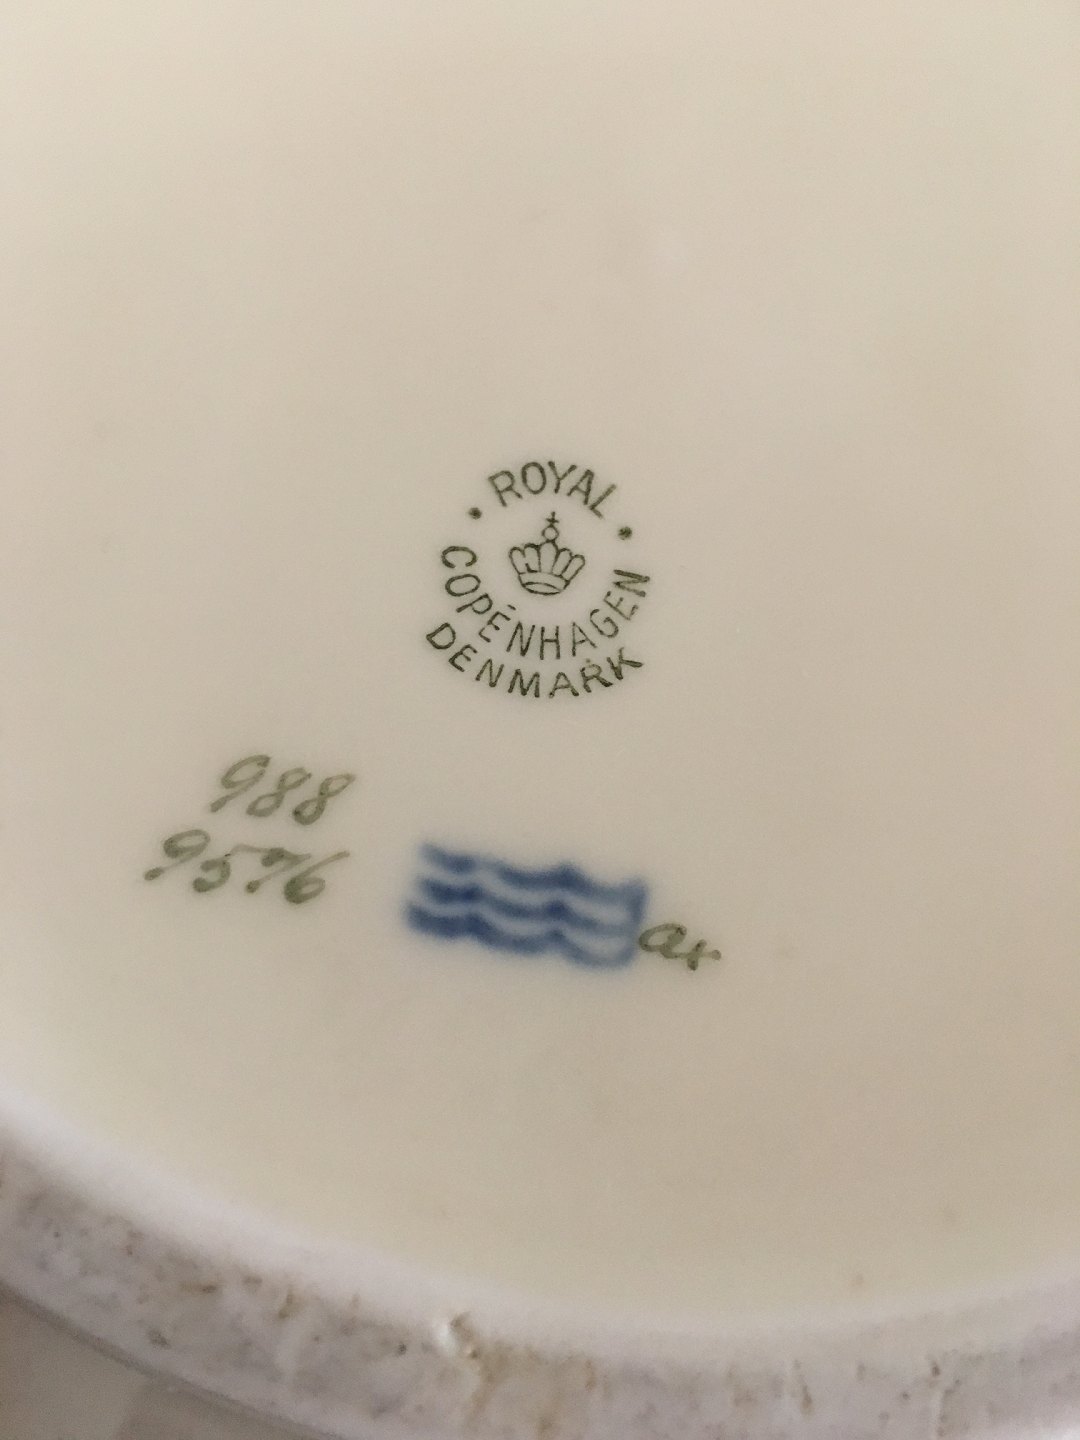 ROYAL
COPENHAGEN
DENMARK
988
9576
ar